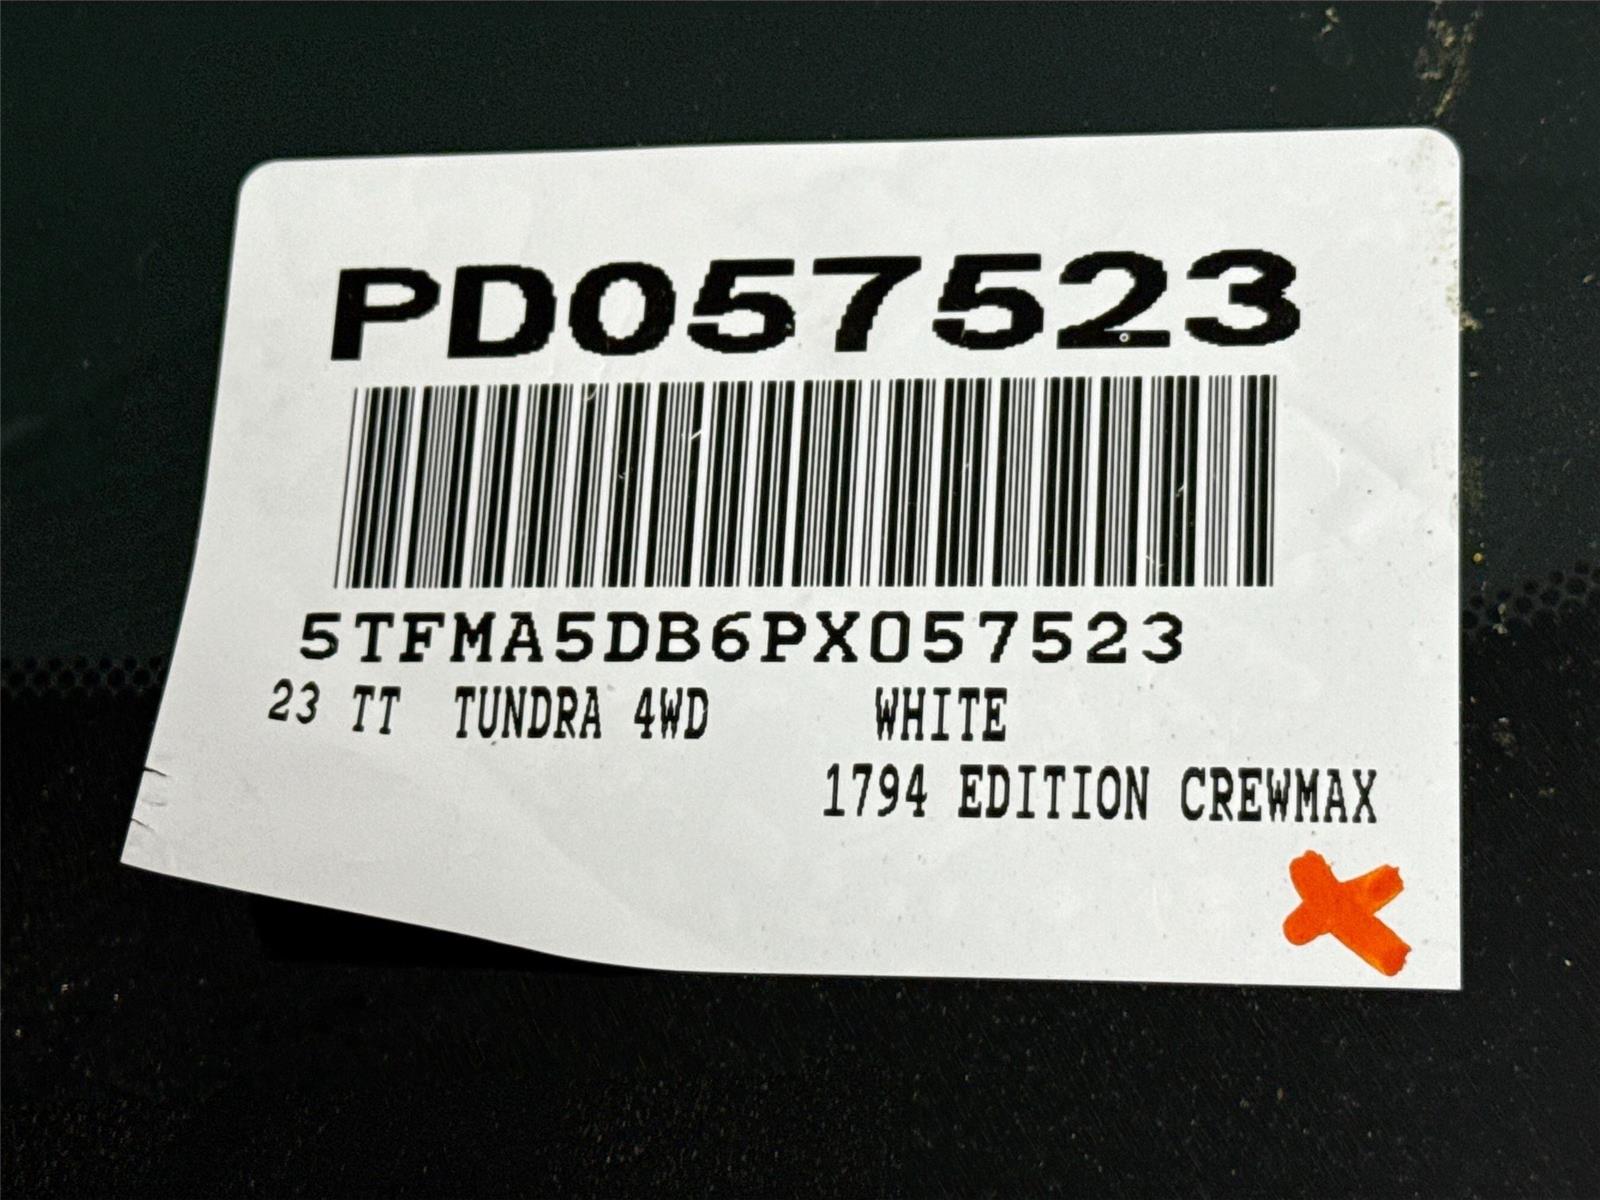 PD057523
5TFMA5DB6PX057523
23 TT TUNDRA 4WD WHITE
1794 EDITION CREWMAX